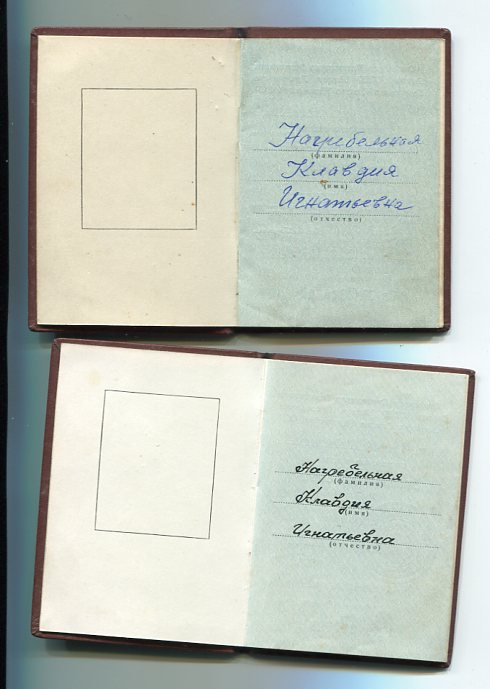 Нагребельная
(фамилия)
Клавдия
(имя)
Игнатьевна
(отчество)
Нагребельная
(фамилия)
Клавдия
(имя)
Игнатьевна
(отчество)